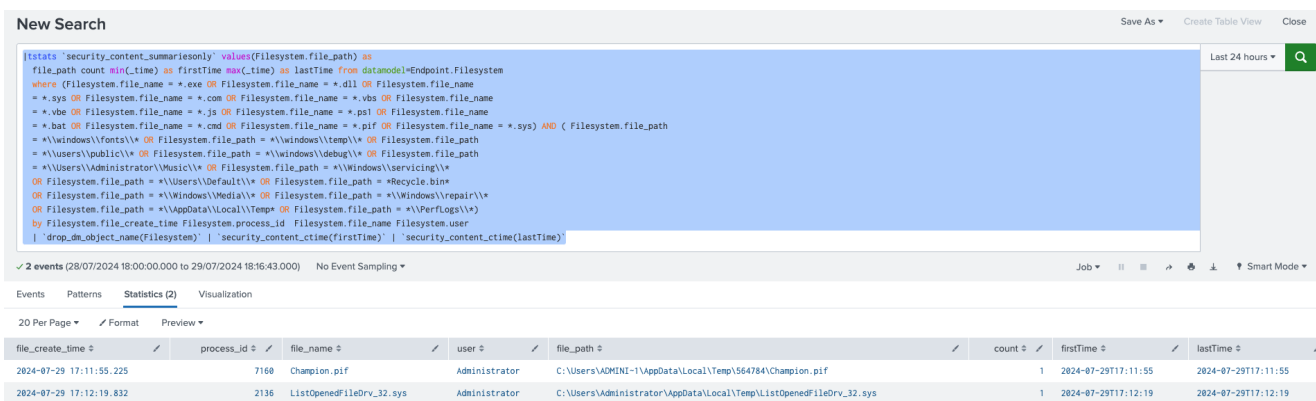 New Search
Save As ▾ Create Table View Close
|tstats `security_content_summariesonly` values(Filesystem.file_path) as
file_path count min(_time) as firstTime max(_time) as lastTime from datamodel=Endpoint.Filesystem
where (Filesystem.file_name = *.exe OR Filesystem.file_name = *.dll OR Filesystem.file_name
= *.sys OR Filesystem.file_name = *.com OR Filesystem.file_name = *.vbs OR Filesystem.file_name
= *.vbe OR Filesystem.file_name = *.js OR Filesystem.file_name = *.ps1 OR Filesystem.file_name
= *.bat OR Filesystem.file_name = *.cmd OR Filesystem.file_name = *.pif OR Filesystem.file_name = *.sys) AND ( Filesystem.file_path
= *\\windows\\fonts\\* OR Filesystem.file_path = *\\windows\\temp\\* OR Filesystem.file_path
= *\\users\\public\\* OR Filesystem.file_path = *\\windows\\debug\\* OR Filesystem.file_path
= *\\Users\\Administrator\\Music\\* OR Filesystem.file_path = *\\Windows\\servicing\\*
OR Filesystem.file_path = *\\Users\\Default\\* OR Filesystem.file_path = *Recycle.bin*
OR Filesystem.file_path = *\\Windows\\Media\\* OR Filesystem.file_path = *\\Windows\\repair\\*
OR Filesystem.file_path = *\\AppData\\Local\\Temp* OR Filesystem.file_path = *\\PerfLogs\\*)
by Filesystem.file_create_time Filesystem.process_id Filesystem.file_name Filesystem.user
| `drop_dm_object_name(Filesystem)` | `security_content_ctime(firstTime)` | `security_content_ctime(lastTime)`
Last 24 hours ▾
✓ 2 events (28/07/2024 18:00:00.000 to 29/07/2024 18:16:43.000) No Event Sampling ▾
Job ▾ Smart Mode ▾
Events Patterns Statistics (2) Visualization
20 Per Page ▾ Format Preview ▾
file_create_time process_id file_name user file_path count firstTime lastTime
2024-07-29 17:11:55.225 7160 Champion.pif Administrator C:\Users\ADMINI~1\AppData\Local\Temp\564784\Champion.pif 1 2024-07-29T17:11:55 2024-07-29T17:11:55
2024-07-29 17:12:19.832 2136 ListOpenedFileDrv_32.sys Administrator C:\Users\Administrator\AppData\Local\Temp\ListOpenedFileDrv_32.sys 1 2024-07-29T17:12:19 2024-07-29T17:12:19